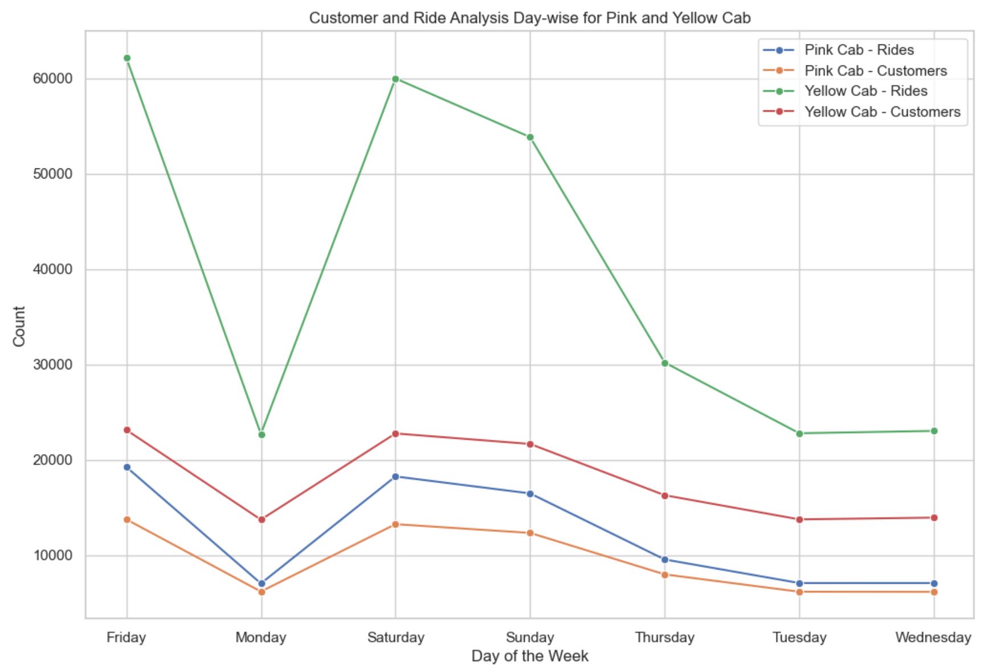 Customer and Ride Analysis Day-wise for Pink and Yellow Cab
Pink Cab - Rides
Pink Cab - Customers
Yellow Cab - Rides
Yellow Cab - Customers
Count
60000
50000
40000
30000
20000
10000
Friday Monday Saturday Sunday Thursday Tuesday Wednesday
Day of the Week